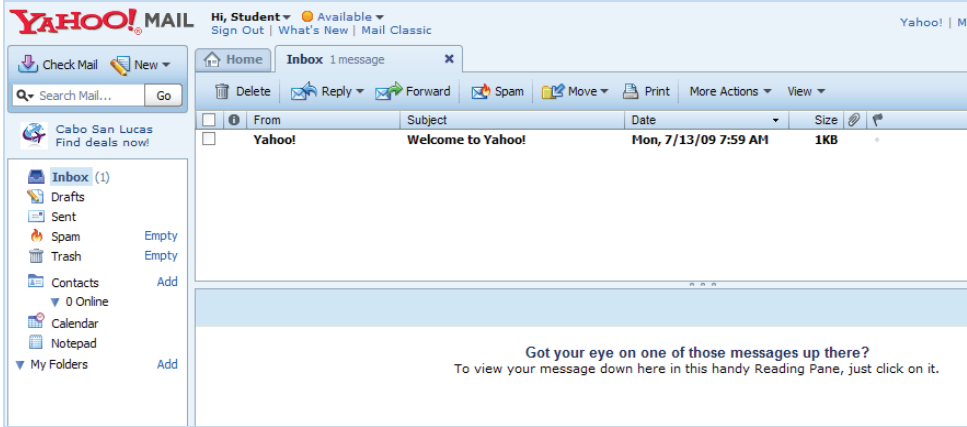 YAHOO! MAIL
Hi, Student Available
Sign Out | What's New | Mail Classic
Yahoo! | M
Check Mail New
Search Mail... Go
Home Inbox 1 message x
Delete Reply Forward Spam Move Print More Actions View
From Subject Date Size
Yahoo! Welcome to Yahoo! Mon, 7/13/09 7:59 AM 1KB
Cabo San Lucas
Find deals now!
Inbox (1)
Drafts
Sent
Spam Empty
Trash Empty
Contacts Add
0 Online
Calendar
Notepad
My Folders Add
Got your eye on one of those messages up there?
To view your message down here in this handy Reading Pane, just click on it.